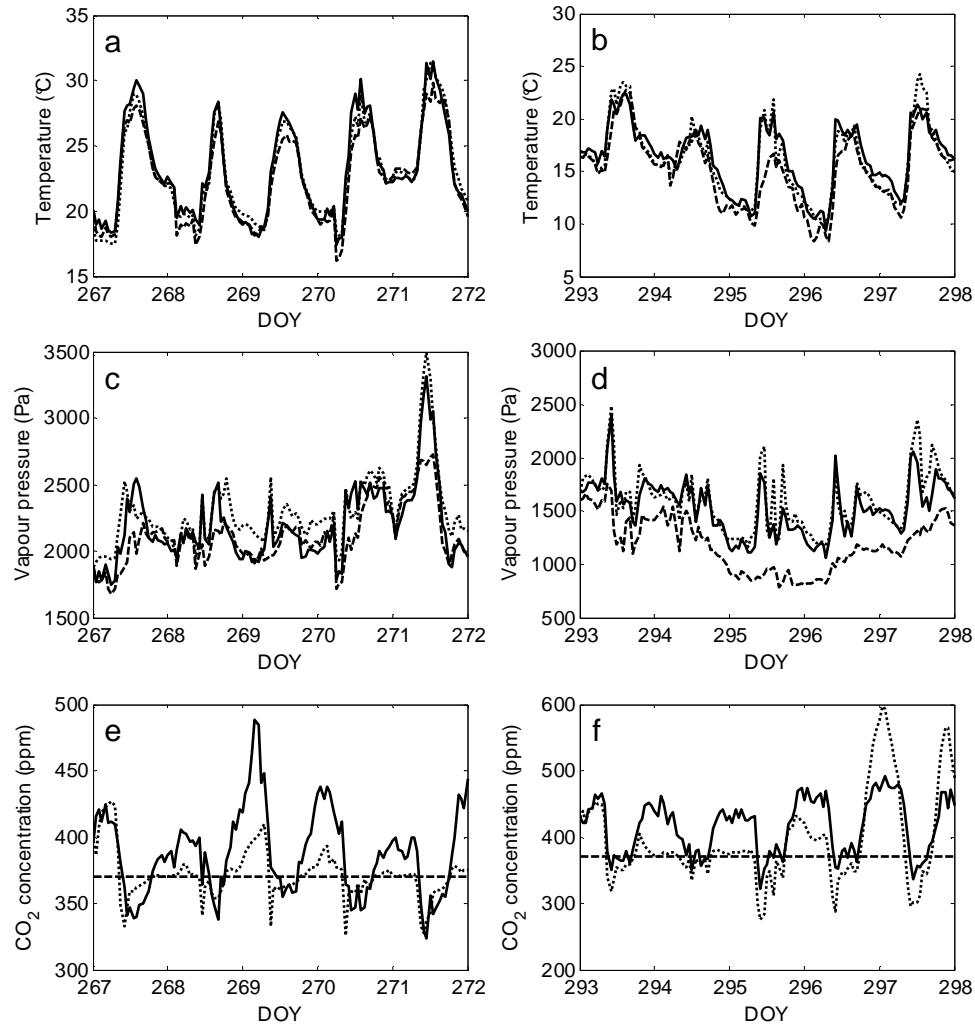 35
30
25
20
15
267 268 269 270 271 272
DOY
Temperature (°C)
a
30
25
20
15
10
5
293 294 295 296 297 298
DOY
Temperature (°C)
b
3500
3000
2500
2000
1500
267 268 269 270 271 272
DOY
Vapour pressure (Pa)
c
3000
2500
2000
1500
1000
500
293 294 295 296 297 298
DOY
Vapour pressure (Pa)
d
500
450
400
350
300
267 268 269 270 271 272
DOY
CO2 concentration (ppm)
e
600
500
400
300
200
293 294 295 296 297 298
DOY
CO2 concentration (ppm)
f